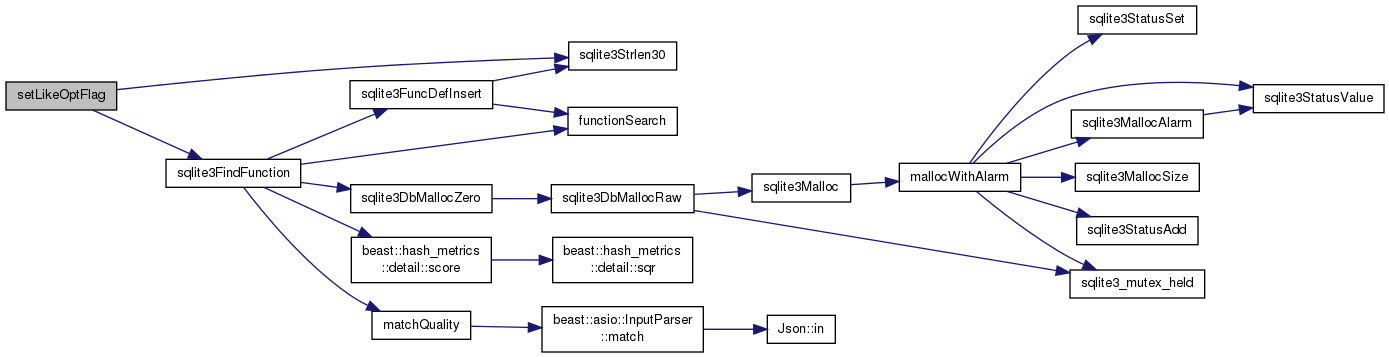 setLikeOptFlag
sqlite3FindFunction
sqlite3Strlen30
sqlite3FuncDefInsert
functionSearch
sqlite3DbMallocZero
beast::hash_metrics
::detail::score
matchQuality
sqlite3DbMallocRaw
beast::hash_metrics
::detail::sqr
beast::asio::InputParser
::match
sqlite3Malloc
Json::in
mallocWithAlarm
sqlite3StatusSet
sqlite3StatusValue
sqlite3MallocAlarm
sqlite3MallocSize
sqlite3StatusAdd
sqlite3_mutex_held